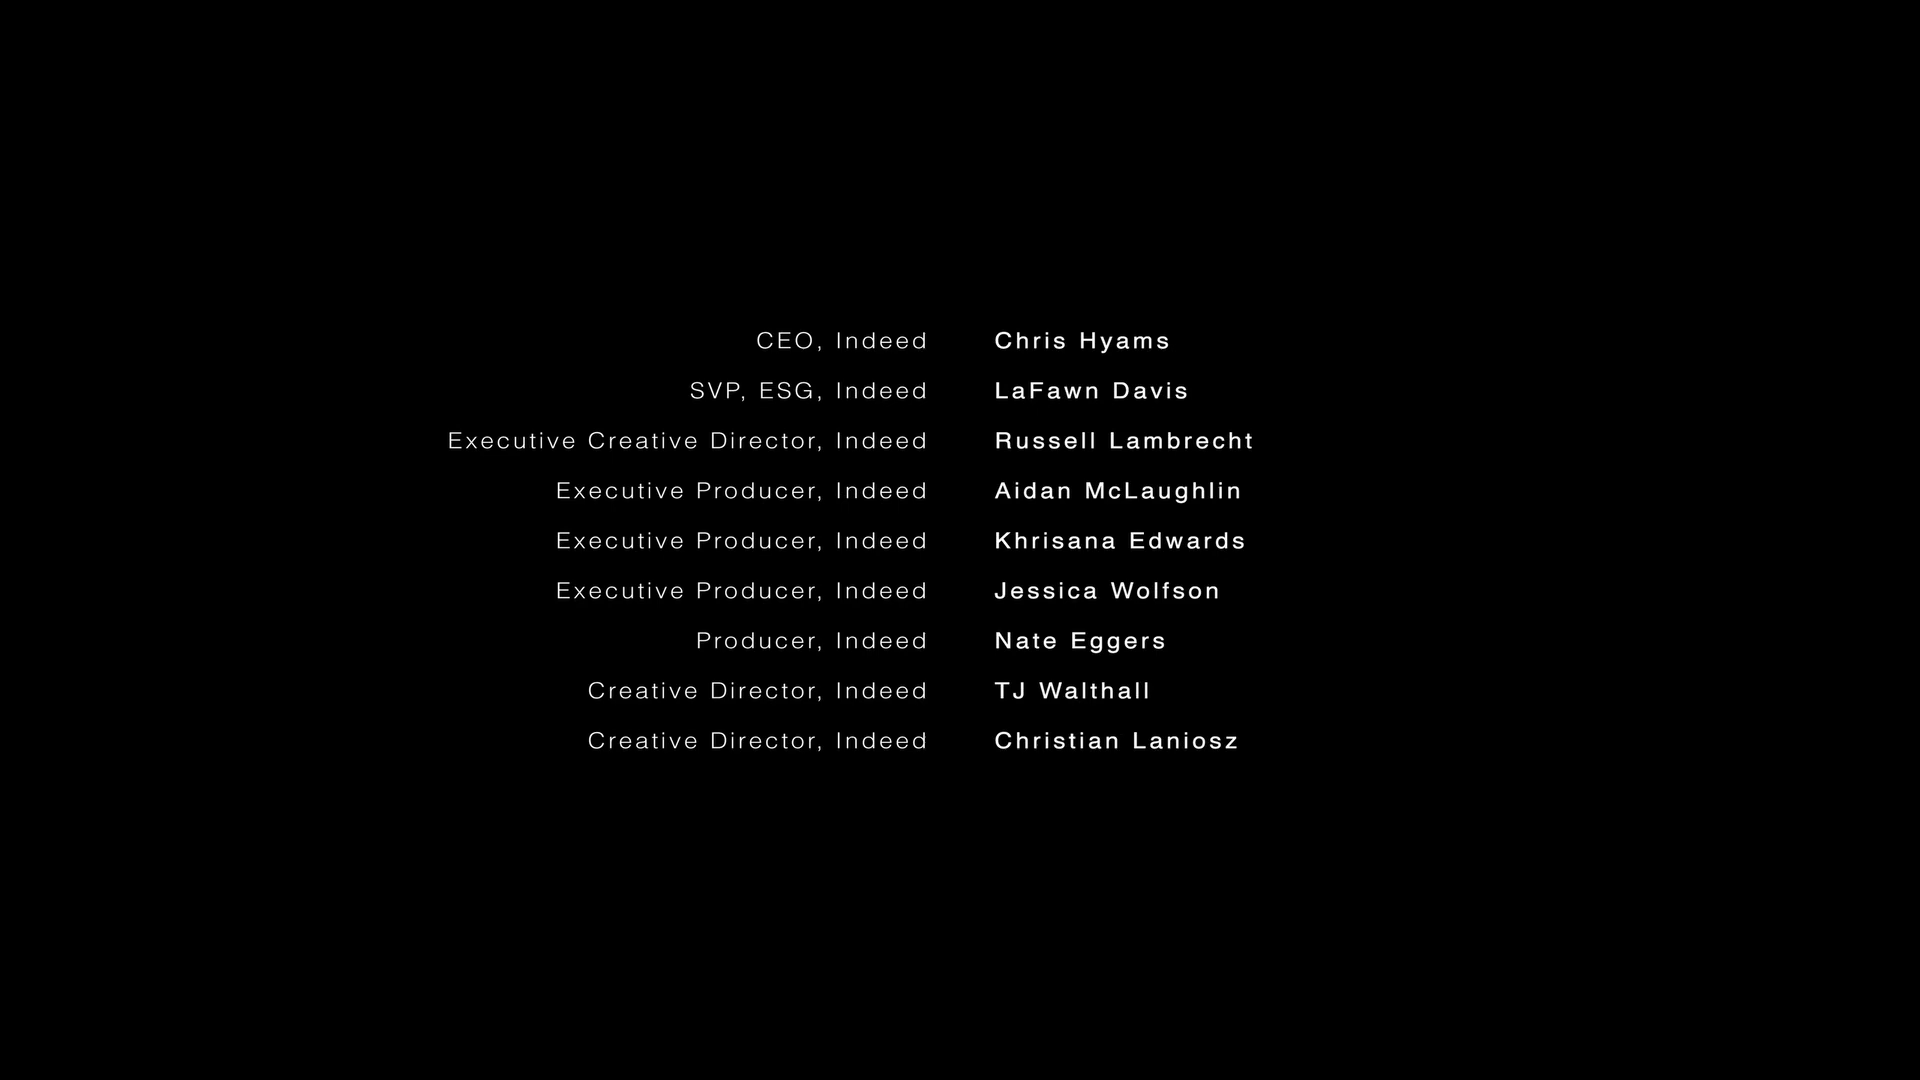 CEO, Indeed Chris Hyams
SVP, ESG, Indeed LaFawn Davis
Executive Creative Director, Indeed Russell Lambrecht
Executive Producer, Indeed Aidan McLaughlin
Executive Producer, Indeed Khrisana Edwards
Executive Producer, Indeed Jessica Wolfson
Producer, Indeed Nate Eggers
Creative Director, Indeed TJ Walthall
Creative Director, Indeed Christian Laniosz